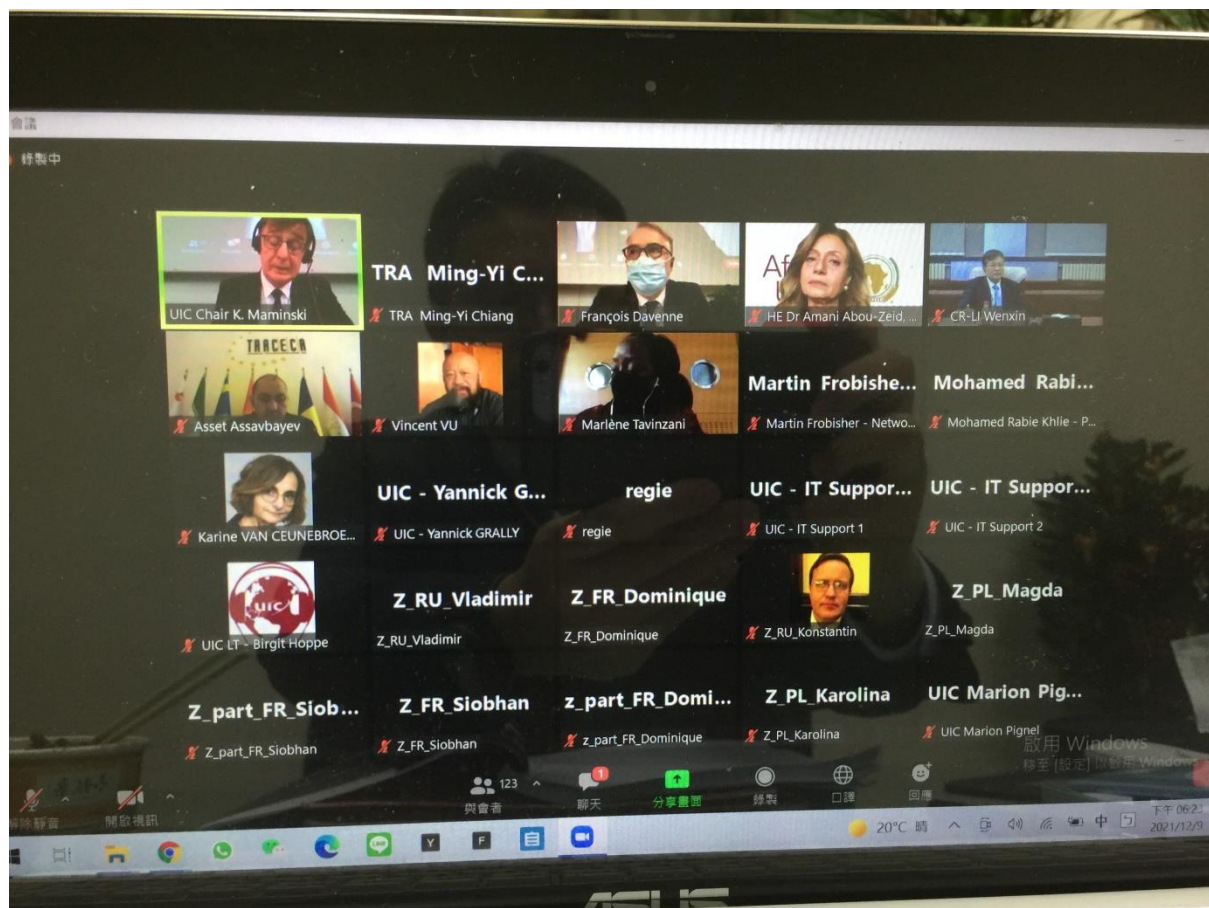 會議
錄製中
UIC Chair K. Maminski
TRA Ming-Yi C...
TRA Ming-Yi Chiang
François Davenne
Af
HE Dr Amani Abou-Zeid, ...
CR-LI Wenxin
TRACECA
Asset Assavbayev
Vincent VU
Marlène Tavinzani
Martin Frobishe...
Martin Frobisher - Netwo...
Mohamed Rabi...
Mohamed Rabie Khlie - P...
Karine VAN CEUNEBROE...
UIC - Yannick G...
UIC - Yannick GRALLY
regie
regie
UIC - IT Suppor...
UIC - IT Support 1
UIC - IT Suppor...
UIC - IT Support 2
UIC
UIC LT - Birgit Hoppe
Z_RU_Vladimir
Z_RU_Vladimir
Z_FR_Dominique
Z_FR_Dominique
Z_RU_Konstantin
Z_PL_Magda
Z_PL_Magda
Z_part_FR_Siob...
Z_part_FR_Siobhan
Z_FR_Siobhan
Z_FR_Siobhan
z_part_FR_Domi...
z_part_FR_Dominique
Z_PL_Karolina
Z_PL_Karolina
UIC Marion Pig...
UIC Marion Pignel
啟用 Windows
移至 [設定] 以啟用 Windows
解除靜音
開啟視訊
123
與會者
1
聊天
分享畫面
錄製
口譯
回應
LINE
Y
F
20°C 晴
中
下午 06:23
2021/12/9
ASUS